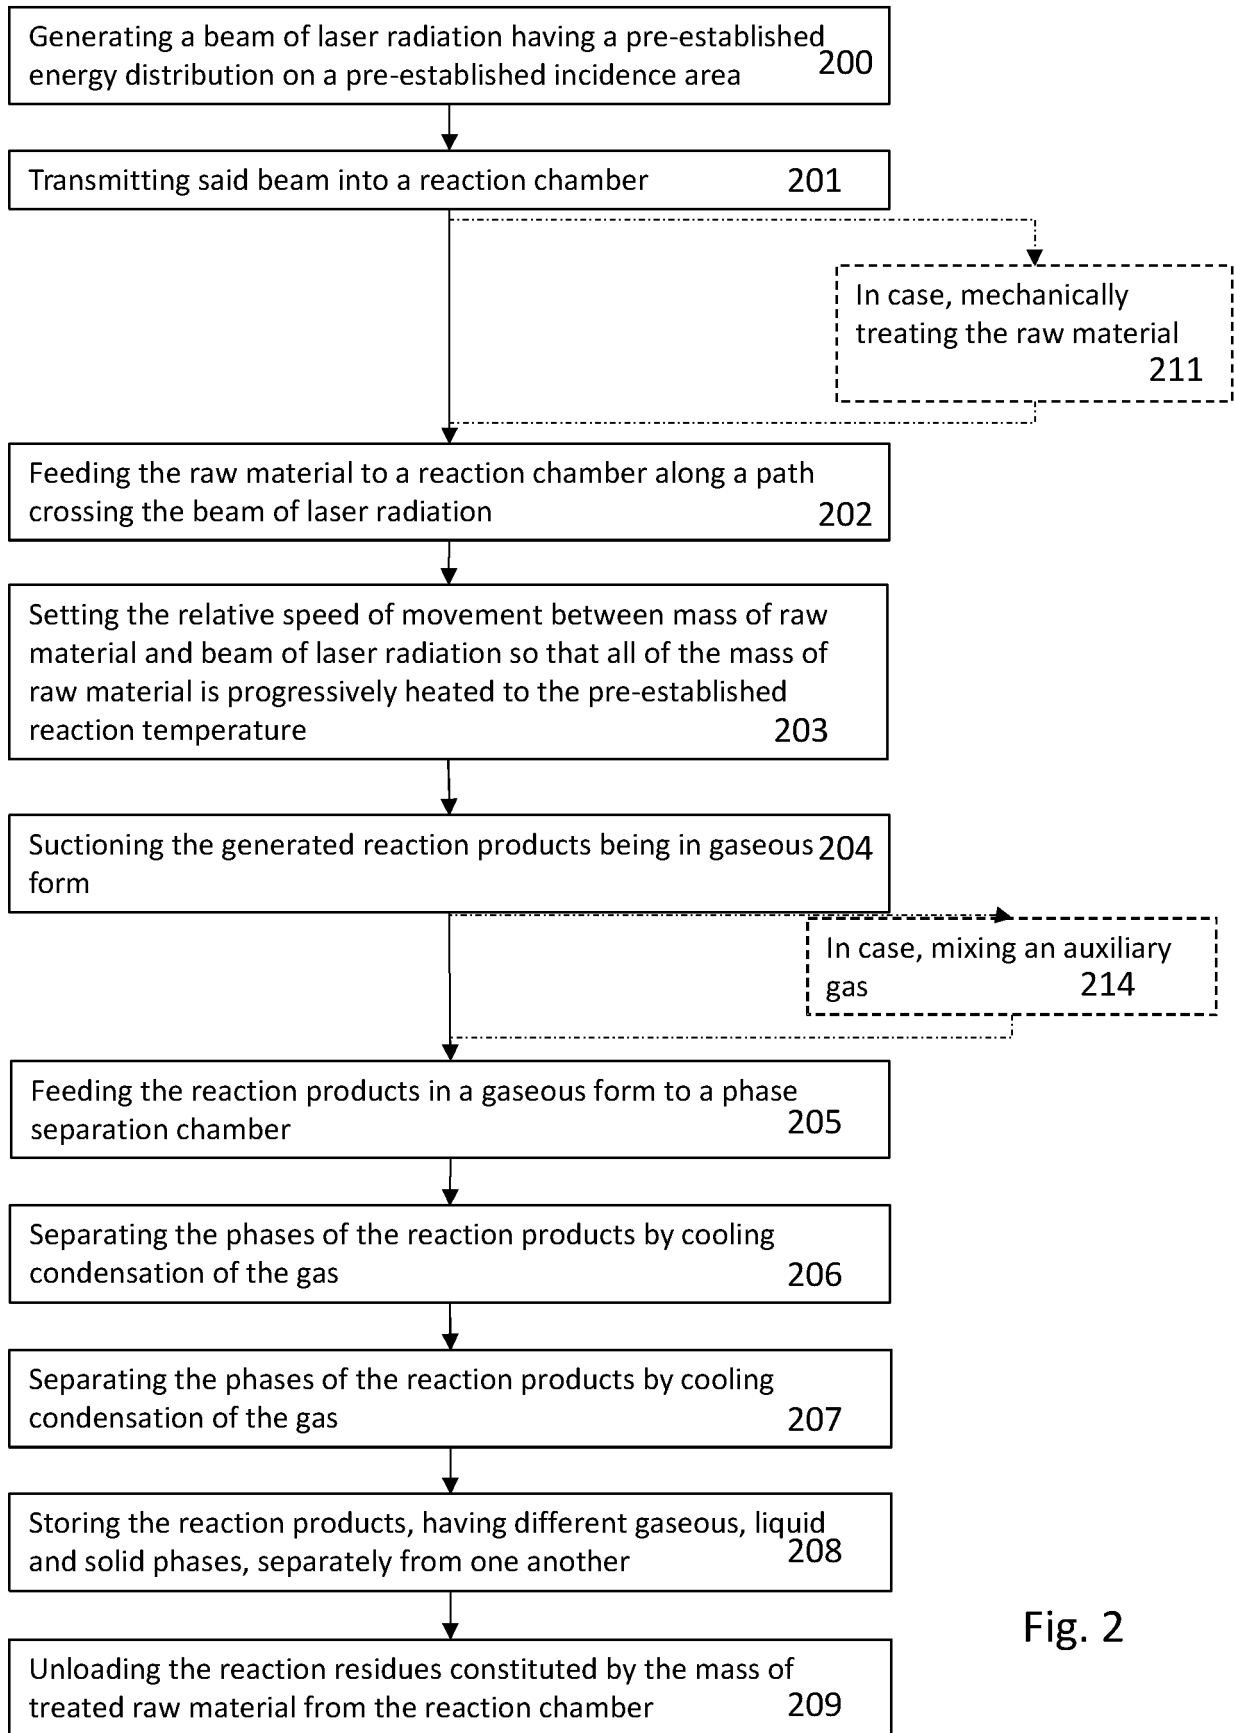 Generating a beam of laser radiation having a pre-established
energy distribution on a pre-established incidence area
200
Transmitting said beam into a reaction chamber 201
In case, mechanically
treating the raw material
211
Feeding the raw material to a reaction chamber along a path
crossing the beam of laser radiation 202
Setting the relative speed of movement between mass of raw
material and beam of laser radiation so that all of the mass of
raw material is progressively heated to the pre-established
reaction temperature 203
Suctioning the generated reaction products being in gaseous 204
form
In case, mixing an auxiliary
gas 214
Feeding the reaction products in a gaseous form to a phase
separation chamber 205
Separating the phases of the reaction products by cooling
condensation of the gas 206
Separating the phases of the reaction products by cooling
condensation of the gas 207
Storing the reaction products, having different gaseous, liquid
and solid phases, separately from one another 208
Fig. 2
Unloading the reaction residues constituted by the mass of
treated raw material from the reaction chamber 209